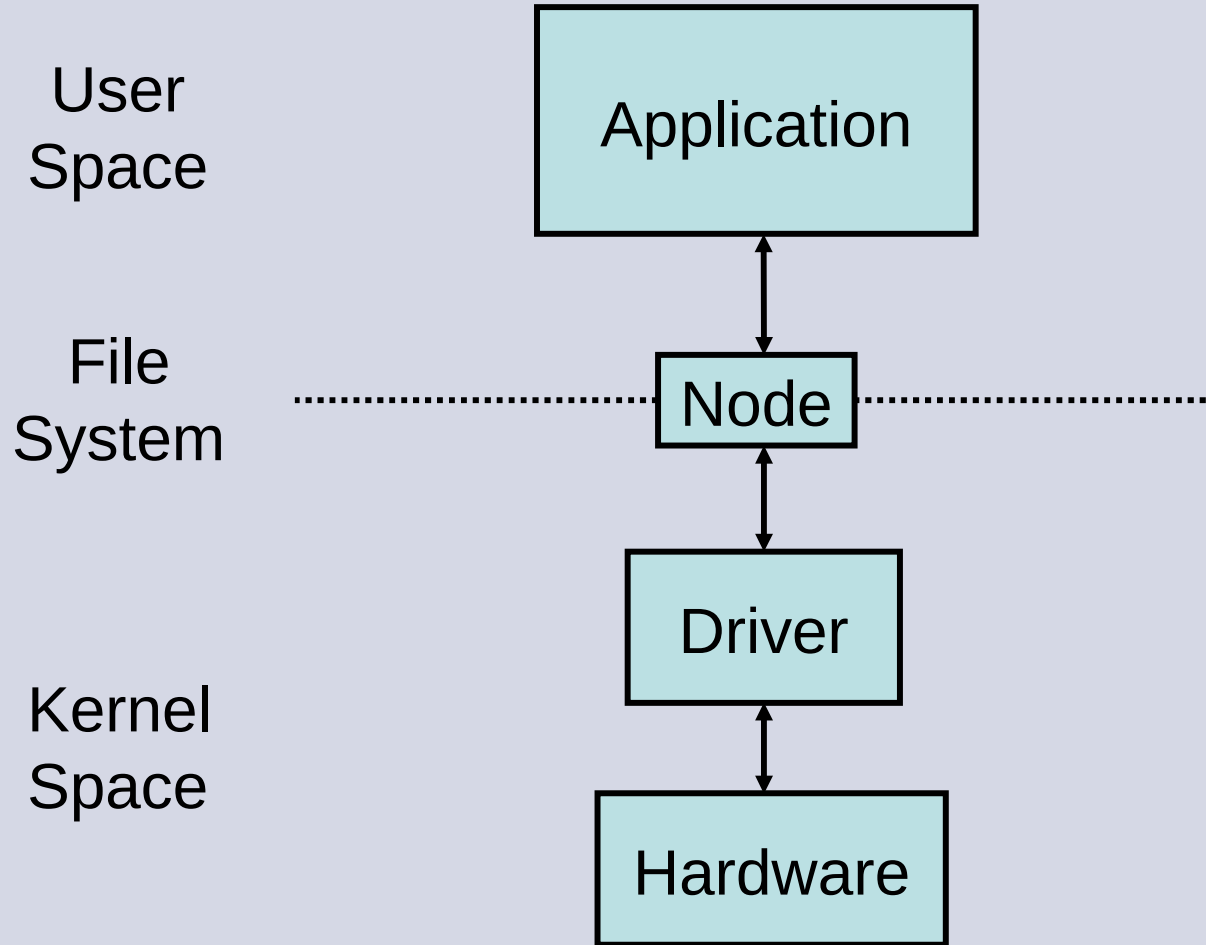 User
Space
Application
File
System
Node
Driver
Kernel
Space
Hardware